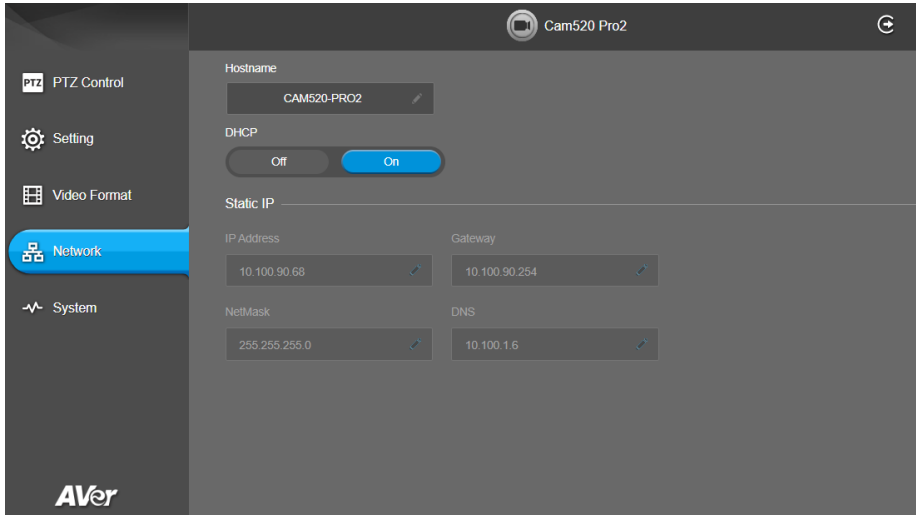 Cam520 Pro2
PTZ PTZ Control
Setting
Video Format
Network
System
AVer
Hostname
CAM520-PRO2
DHCP
Off On
Static IP
IP Address Gateway
10.100.90.68 10.100.90.254
NetMask DNS
255.255.255.0 10.100.1.6